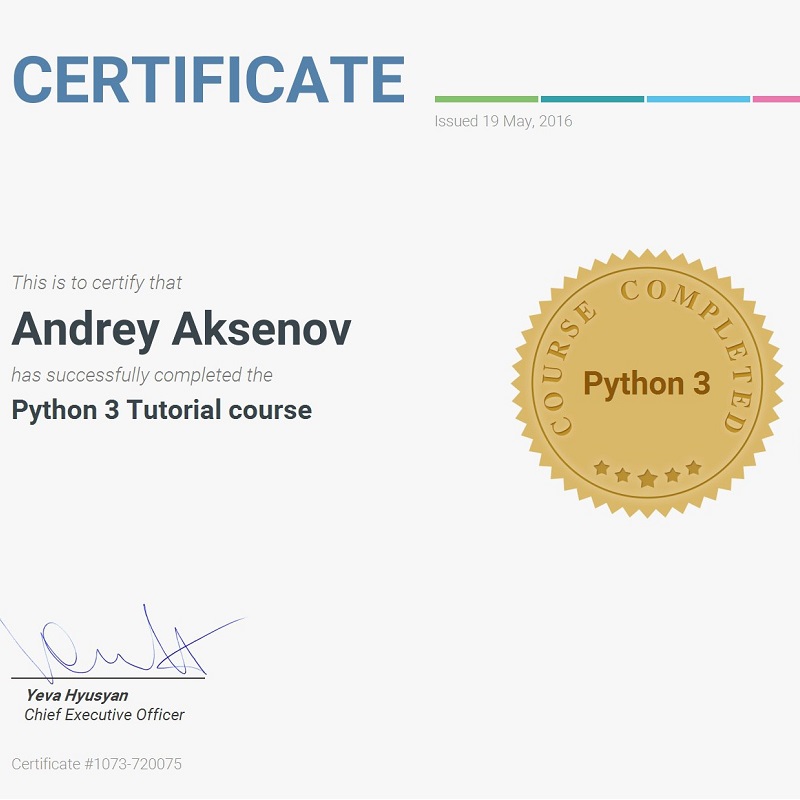 CERTIFICATE
Issued 19 May, 2016
This is to certify that
Andrey Aksenov
has successfully completed the
Python 3 Tutorial course
COURSE COMPLETED
Python 3
Yeva Hyusyan
Chief Executive Officer
Certificate #1073-720075